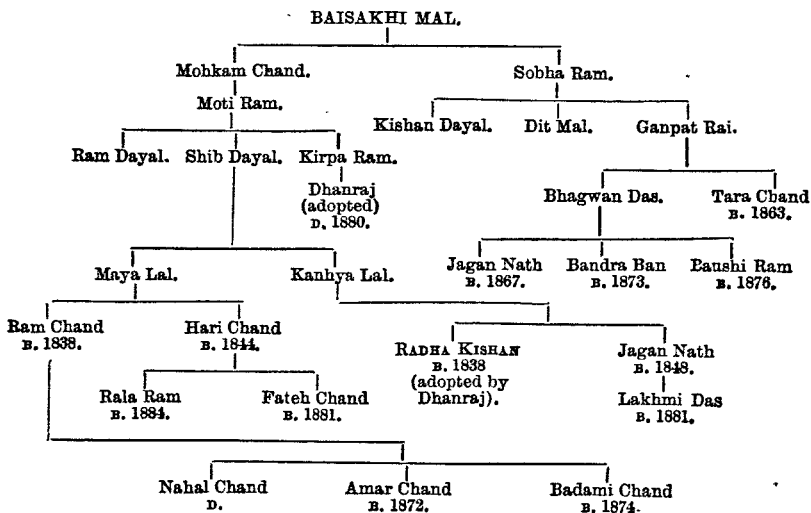 BAISAKHI MAL.
Mohkam Chand. Sobha Ram.
Moti Ram.
Kishan Dayal. Dit Mal. Ganpat Rai.
Ram Dayal. Shib Dayal. Kirpa Ram.
Dhanraj
(adopted)
D. 1880.
Bhagwan Das. Tara Chand
B. 1863.
Maya Lal. Kanhya Lal.
Jagan Nath Bandra Ban Paushi Ram
B. 1867. B. 1873. B. 1876.
Ram Chand Hari Chand
B. 1838. B. 1844.
RADHA KISHAN Jagan Nath
B. 1838 B. 1848.
(adopted by
Dhanraj).
Rala Ram Fateh Chand Lakhmi Das
B. 1884. B. 1881. B. 1881.
Nahal Chand Amar Chand Badami Chand
D. B. 1872. B. 1874.